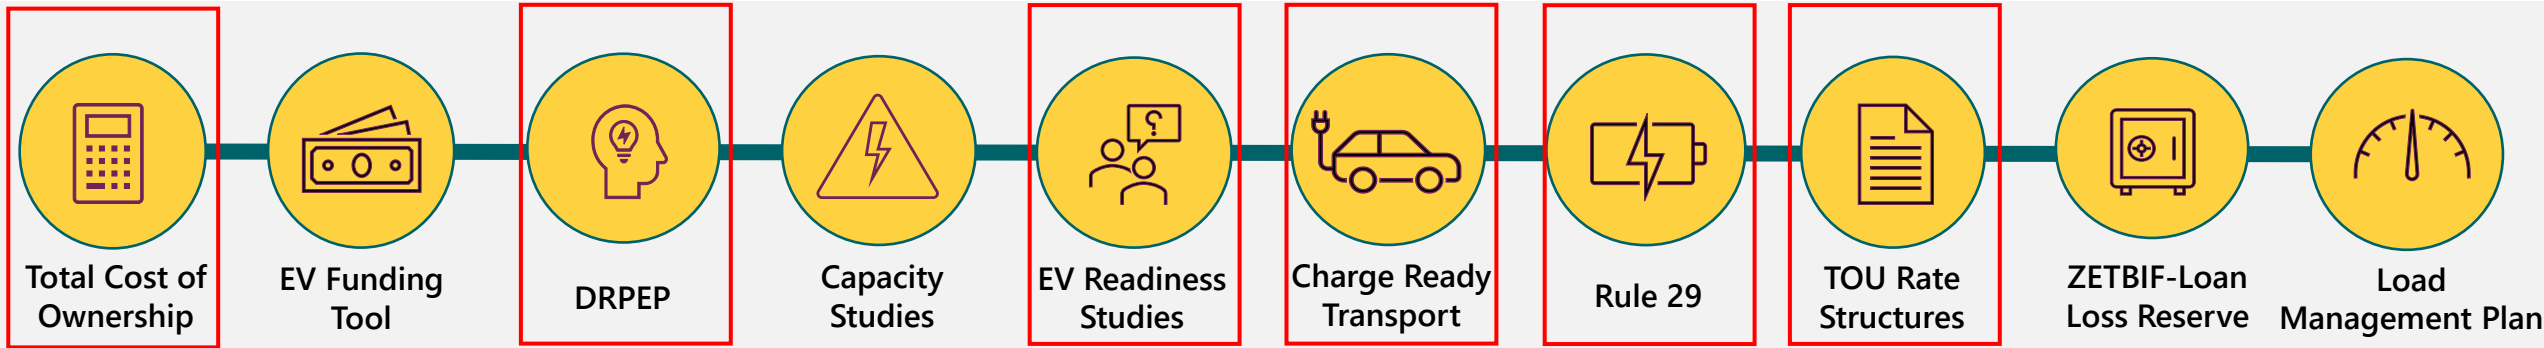 Total Cost of
Ownership
EV Funding
Tool
DRPEP
Capacity
Studies
EV Readiness
Studies
Charge Ready
Transport
Rule 29
TOU Rate
Structures
ZETBIF-Loan
Loss Reserve
Load
Management Plan
?